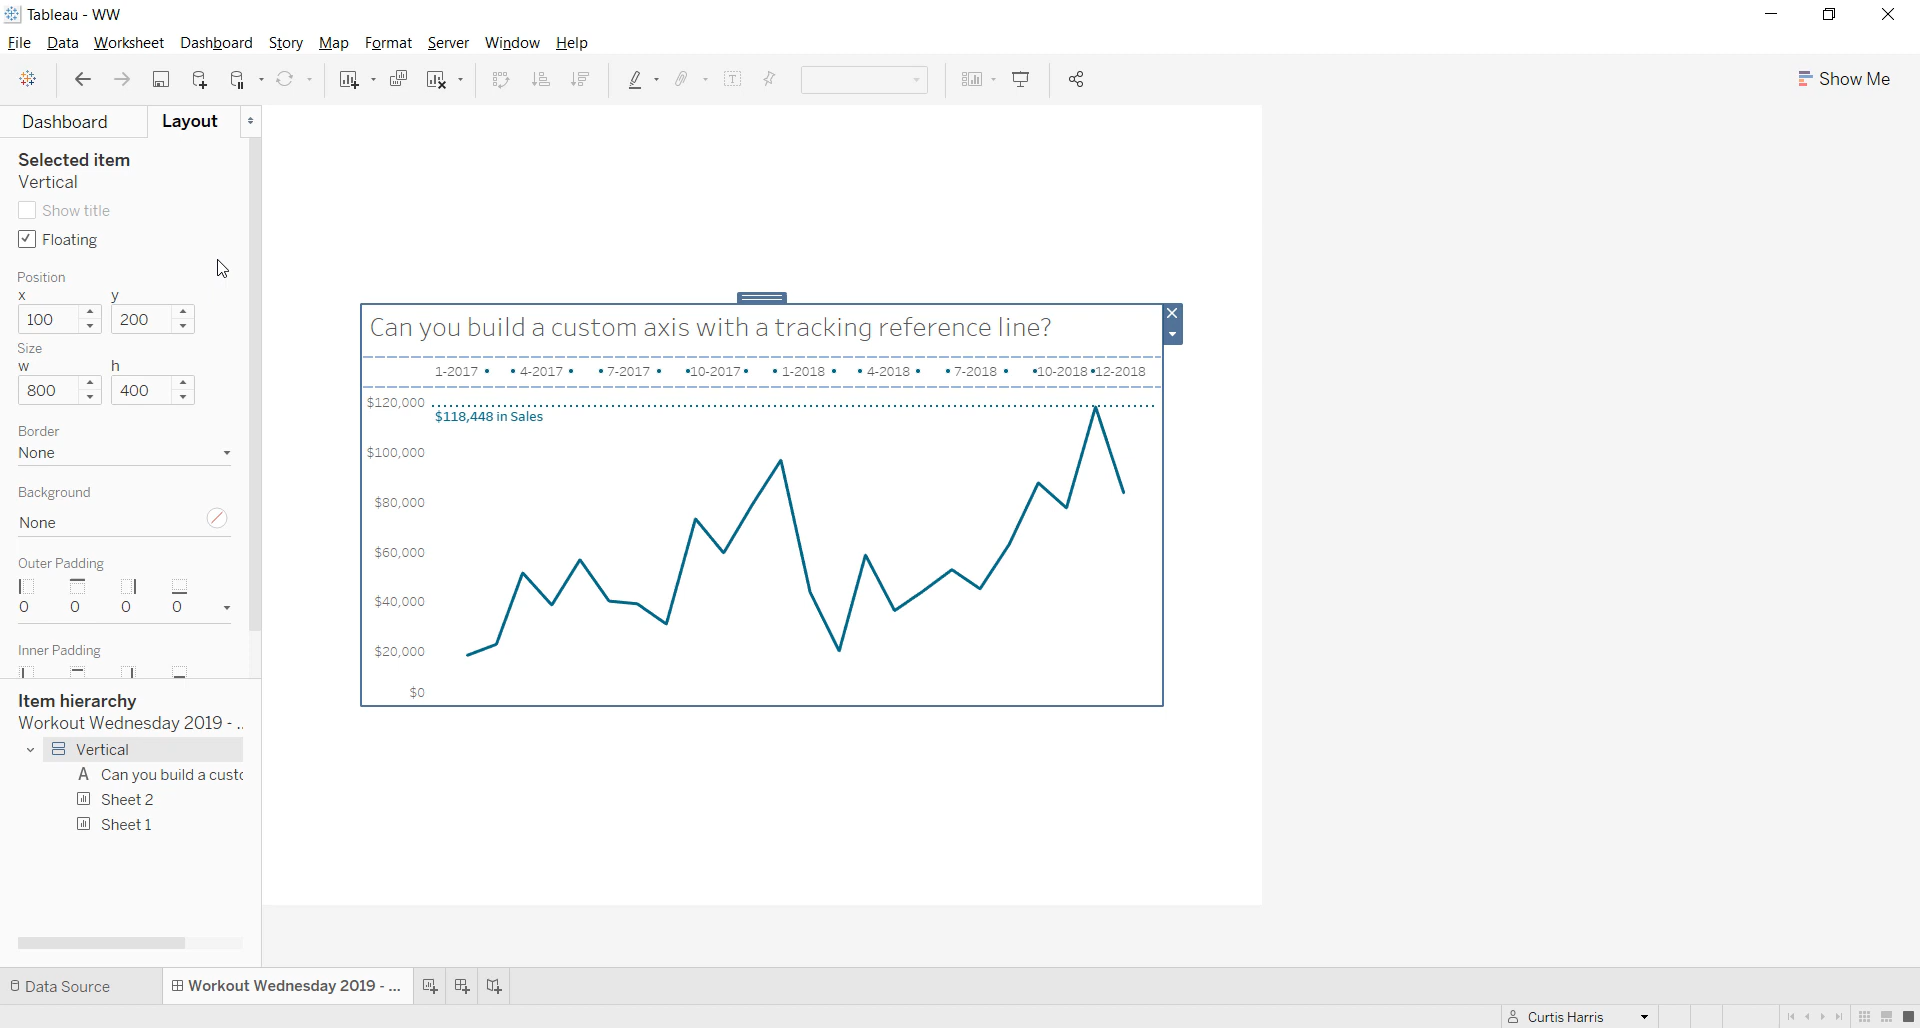 Tableau - WW
File Data Worksheet Dashboard Story Map Format Server Window Help
Show Me
Dashboard Layout
Selected item
Vertical
Show title
Floating
Position
x y
100 200
Size
w h
800 400
Border
None
Background
None
Outer Padding
0 0 0 0
Inner Padding
Item hierarchy
Workout Wednesday 2019 - ..
Vertical
A Can you build a custo
Sheet 2
Sheet 1
Can you build a custom axis with a tracking reference line?
1-2017 • • 4-2017 • • 7-2017 • •10-2017• • 1-2018 • • 4-2018 • • 7-2018 • •10-2018•12-2018
$120,000
$118,448 in Sales
$100,000
$80,000
$60,000
$40,000
$20,000
$0
Data Source Workout Wednesday 2019 - ...
Curtis Harris